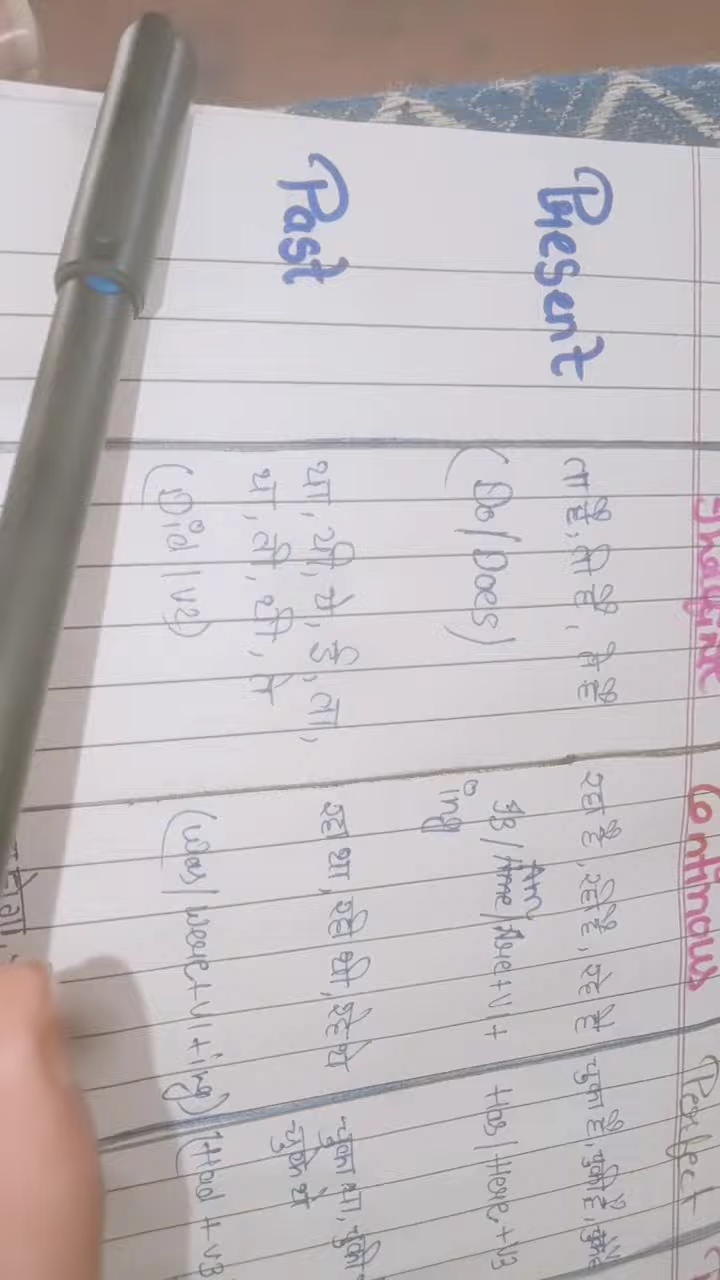 Continuous
Perfect
Present
ता है, ती है, ते हैं
(Do/Does)
रहा है, रही है, रहे हैं
Is/Am/Are+V1+
ing
चुका है, चुकी है, चुके
Has/Have+V3
Past
था, थी, थे, ई, ता,
या, ती, यी, ते
(Did/V2)
रहा था, रही थी, रहे थे
(Was/were+V1+ing)
चुका था, चुकी
चुके थे
(Had+V3